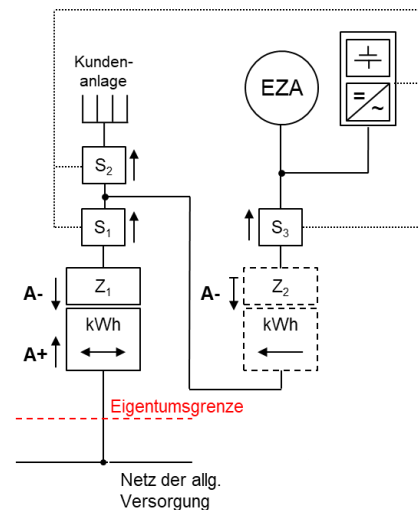 Kunden-
anlage
EZA
=
~
S2
S1
S3
A-
Z1
A-
Z2
kWh
A+
kWh
Eigentumsgrenze
Netz der allg.
Versorgung